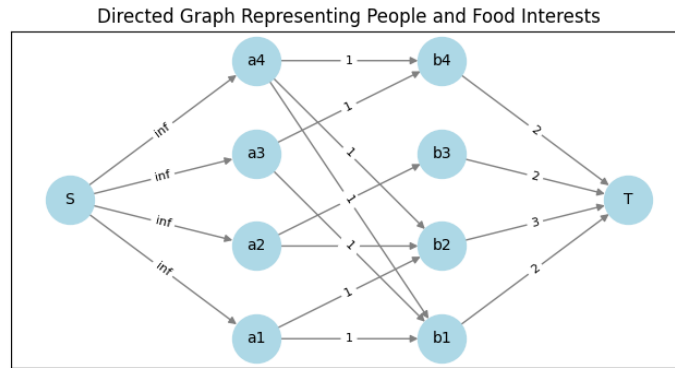 Directed Graph Representing People and Food Interests
a4
1
b4
inf
1
2
a3
1
b3
inf
1
2
S
T
inf
1
3
a2
b2
inf
1
2
a1
1
b1